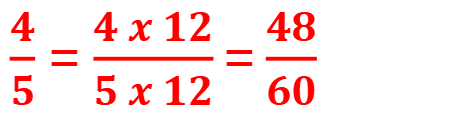 4/5 = 4 x 12/5 x 12 = 48/60